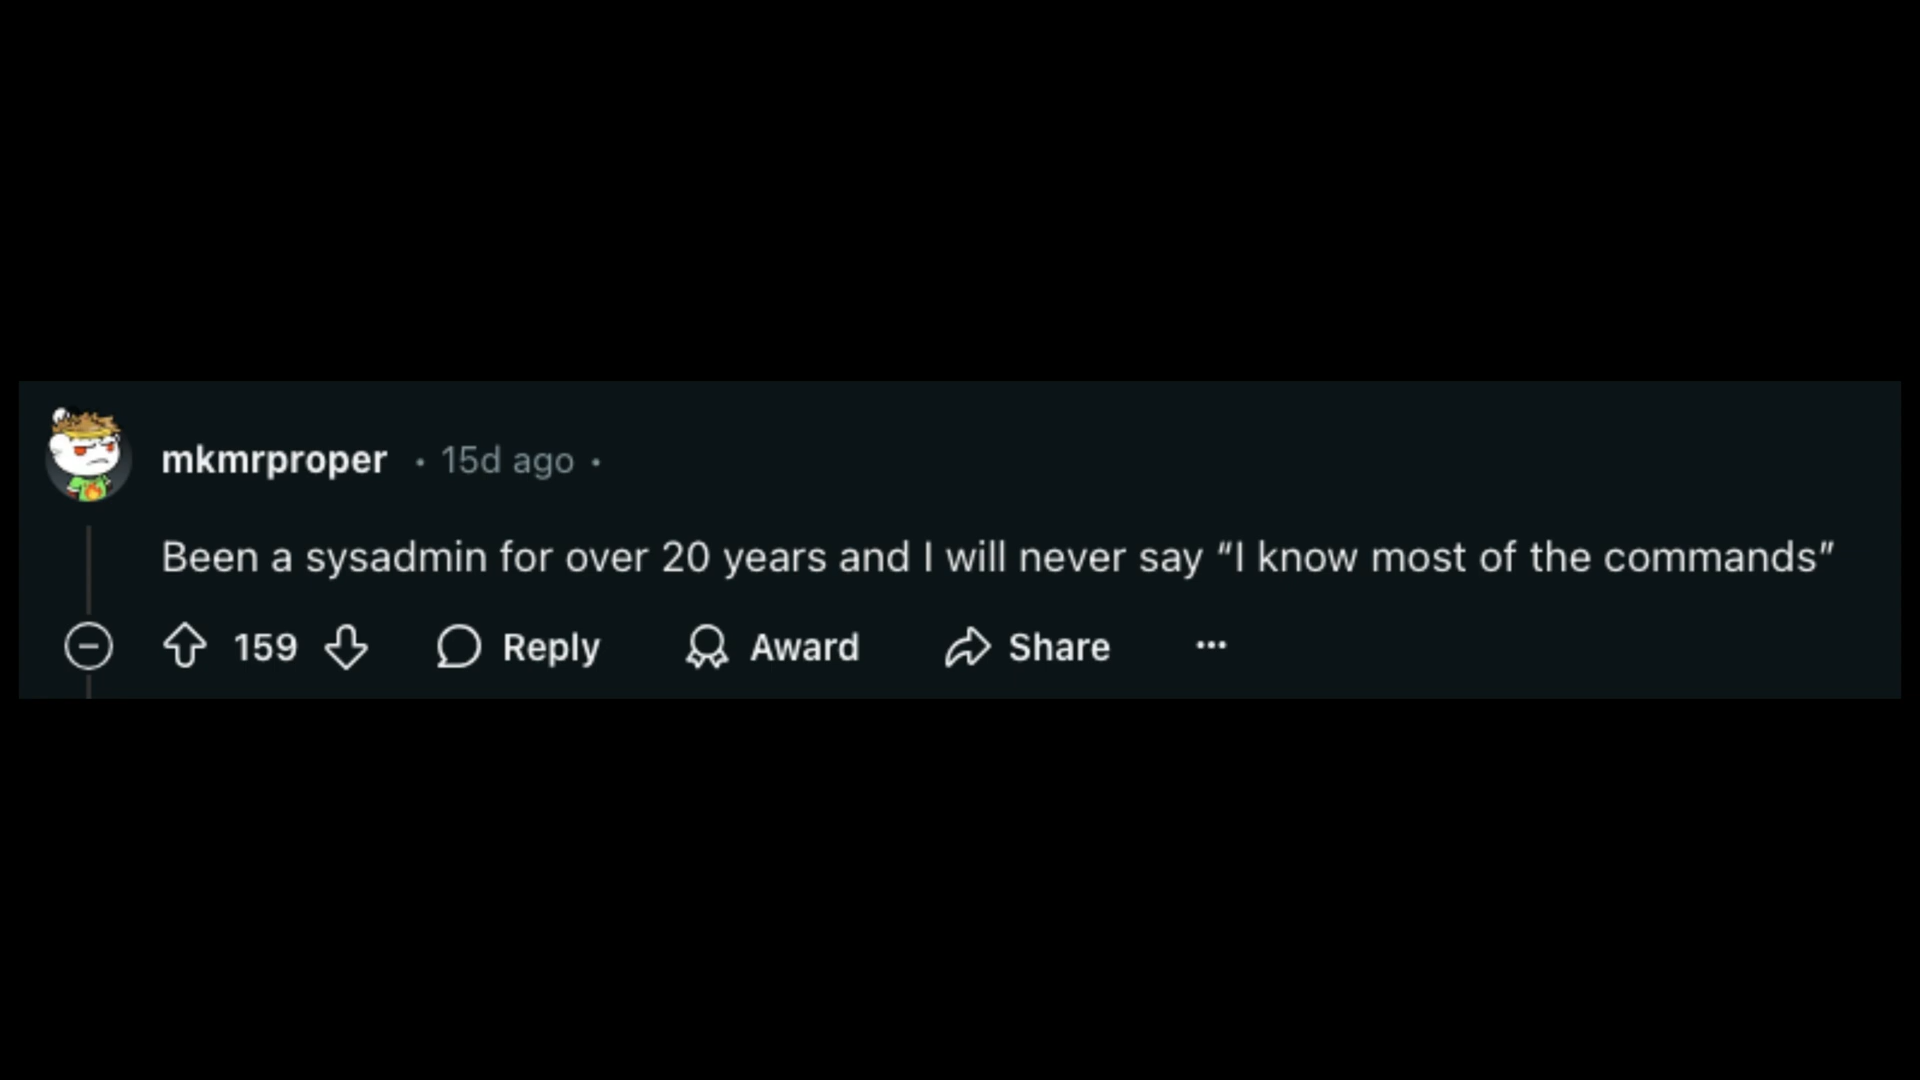 mkmrproper • 15d ago •
Been a sysadmin for over 20 years and I will never say “I know most of the commands”
159 Reply Award Share ...